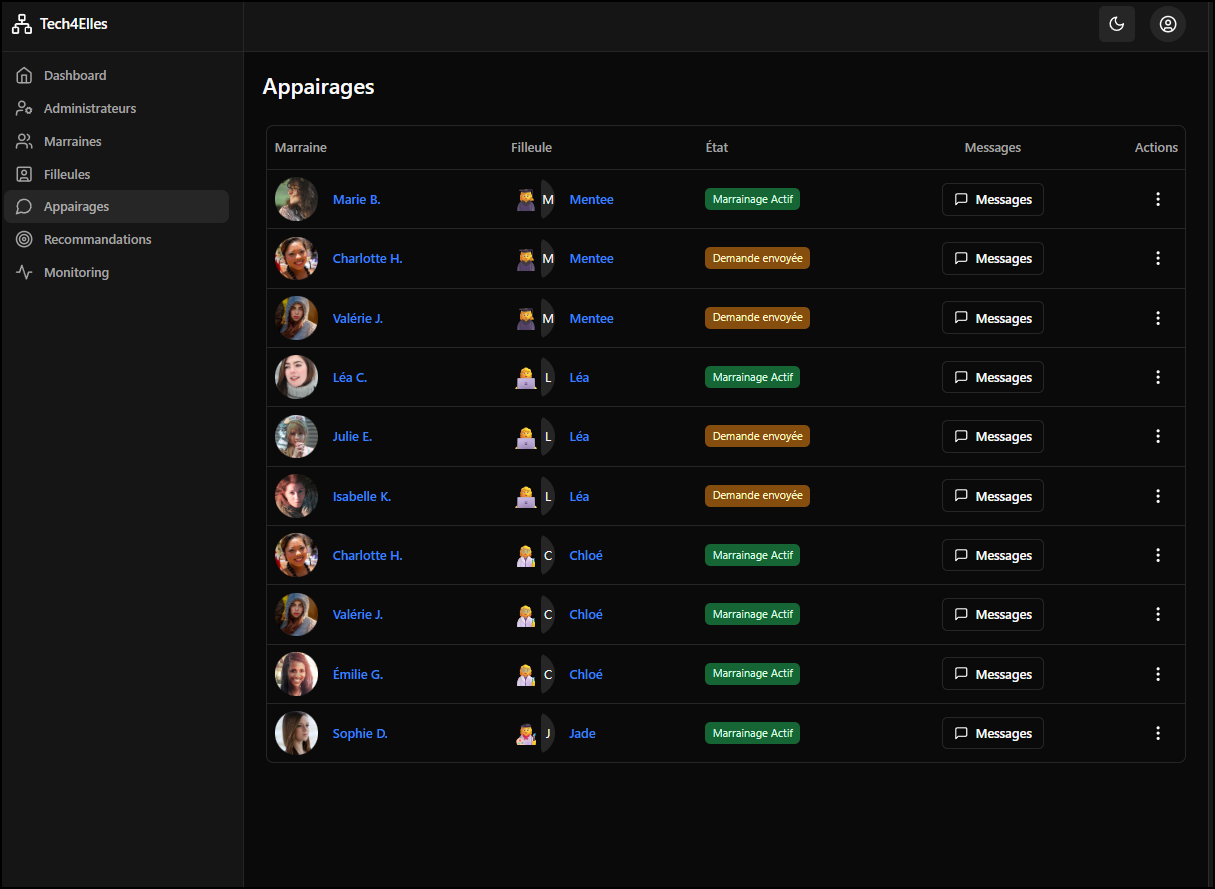 Tech4Elles
Dashboard
Administrateurs
Marraines
Filleules
Appairages
Recommandations
Monitoring
Appairages
Marraine Filleule État Messages Actions
Marie B. M Mentee Marrainage Actif Messages
Charlotte H. M Mentee Demande envoyée Messages
Valérie J. M Mentee Demande envoyée Messages
Léa C. L Léa Marrainage Actif Messages
Julie E. L Léa Demande envoyée Messages
Isabelle K. L Léa Demande envoyée Messages
Charlotte H. C Chloé Marrainage Actif Messages
Valérie J. C Chloé Marrainage Actif Messages
Émilie G. C Chloé Marrainage Actif Messages
Sophie D. J Jade Marrainage Actif Messages